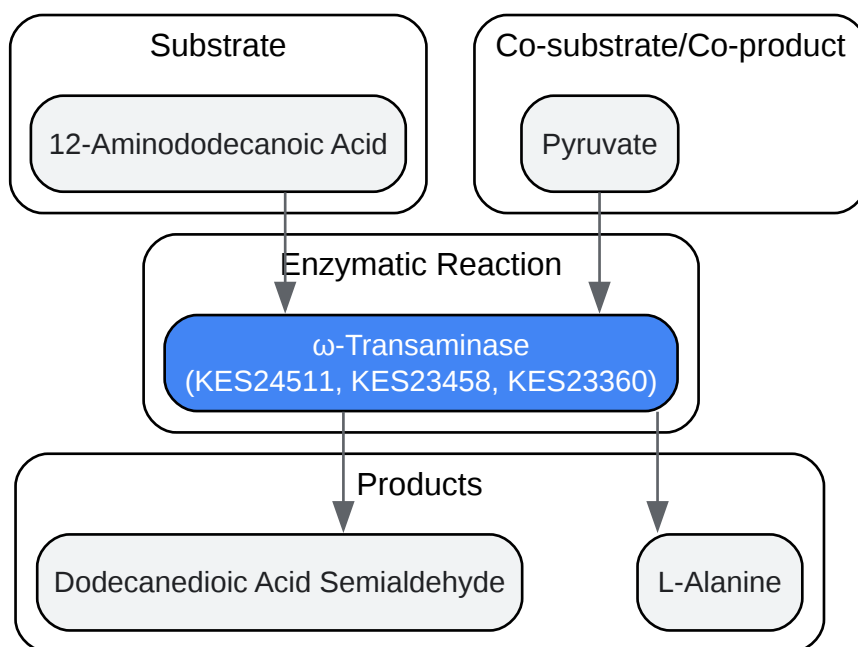 Substrate
Co-substrate/Co-product
12-Aminododecanoic Acid
Pyruvate
Enzymatic Reaction
ω-Transaminase
(KES24511, KES23458, KES23360)
Products
Dodecanedioic Acid Semialdehyde
L-Alanine